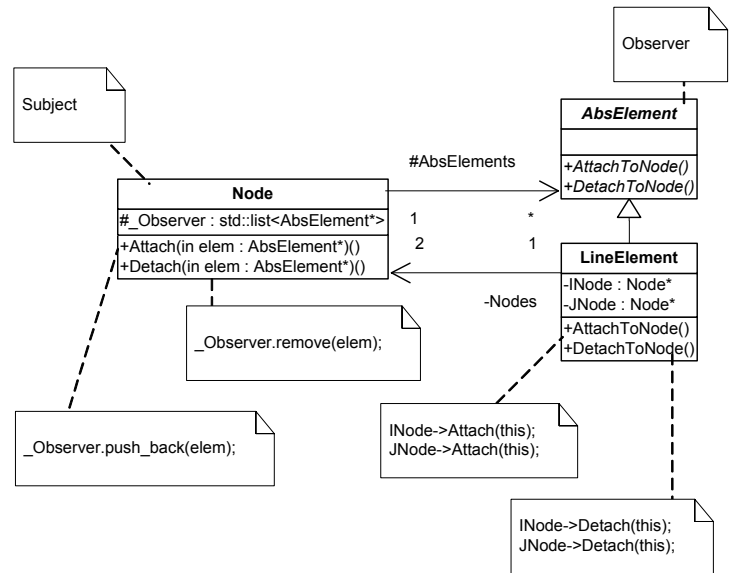 Observer
Subject
AbsElement
+AttachToNode()
+DetachToNode()
#AbsElements
Node
#_Observer : std::list<AbsElement*>
+Attach(in elem : AbsElement*)()
+Detach(in elem : AbsElement*)()
1
*
2
1
-Nodes
LineElement
-INode : Node*
-JNode : Node*
+AttachToNode()
+DetachToNode()
_Observer.remove(elem);
_Observer.push_back(elem);
INode->Attach(this);
JNode->Attach(this);
INode->Detach(this);
JNode->Detach(this);